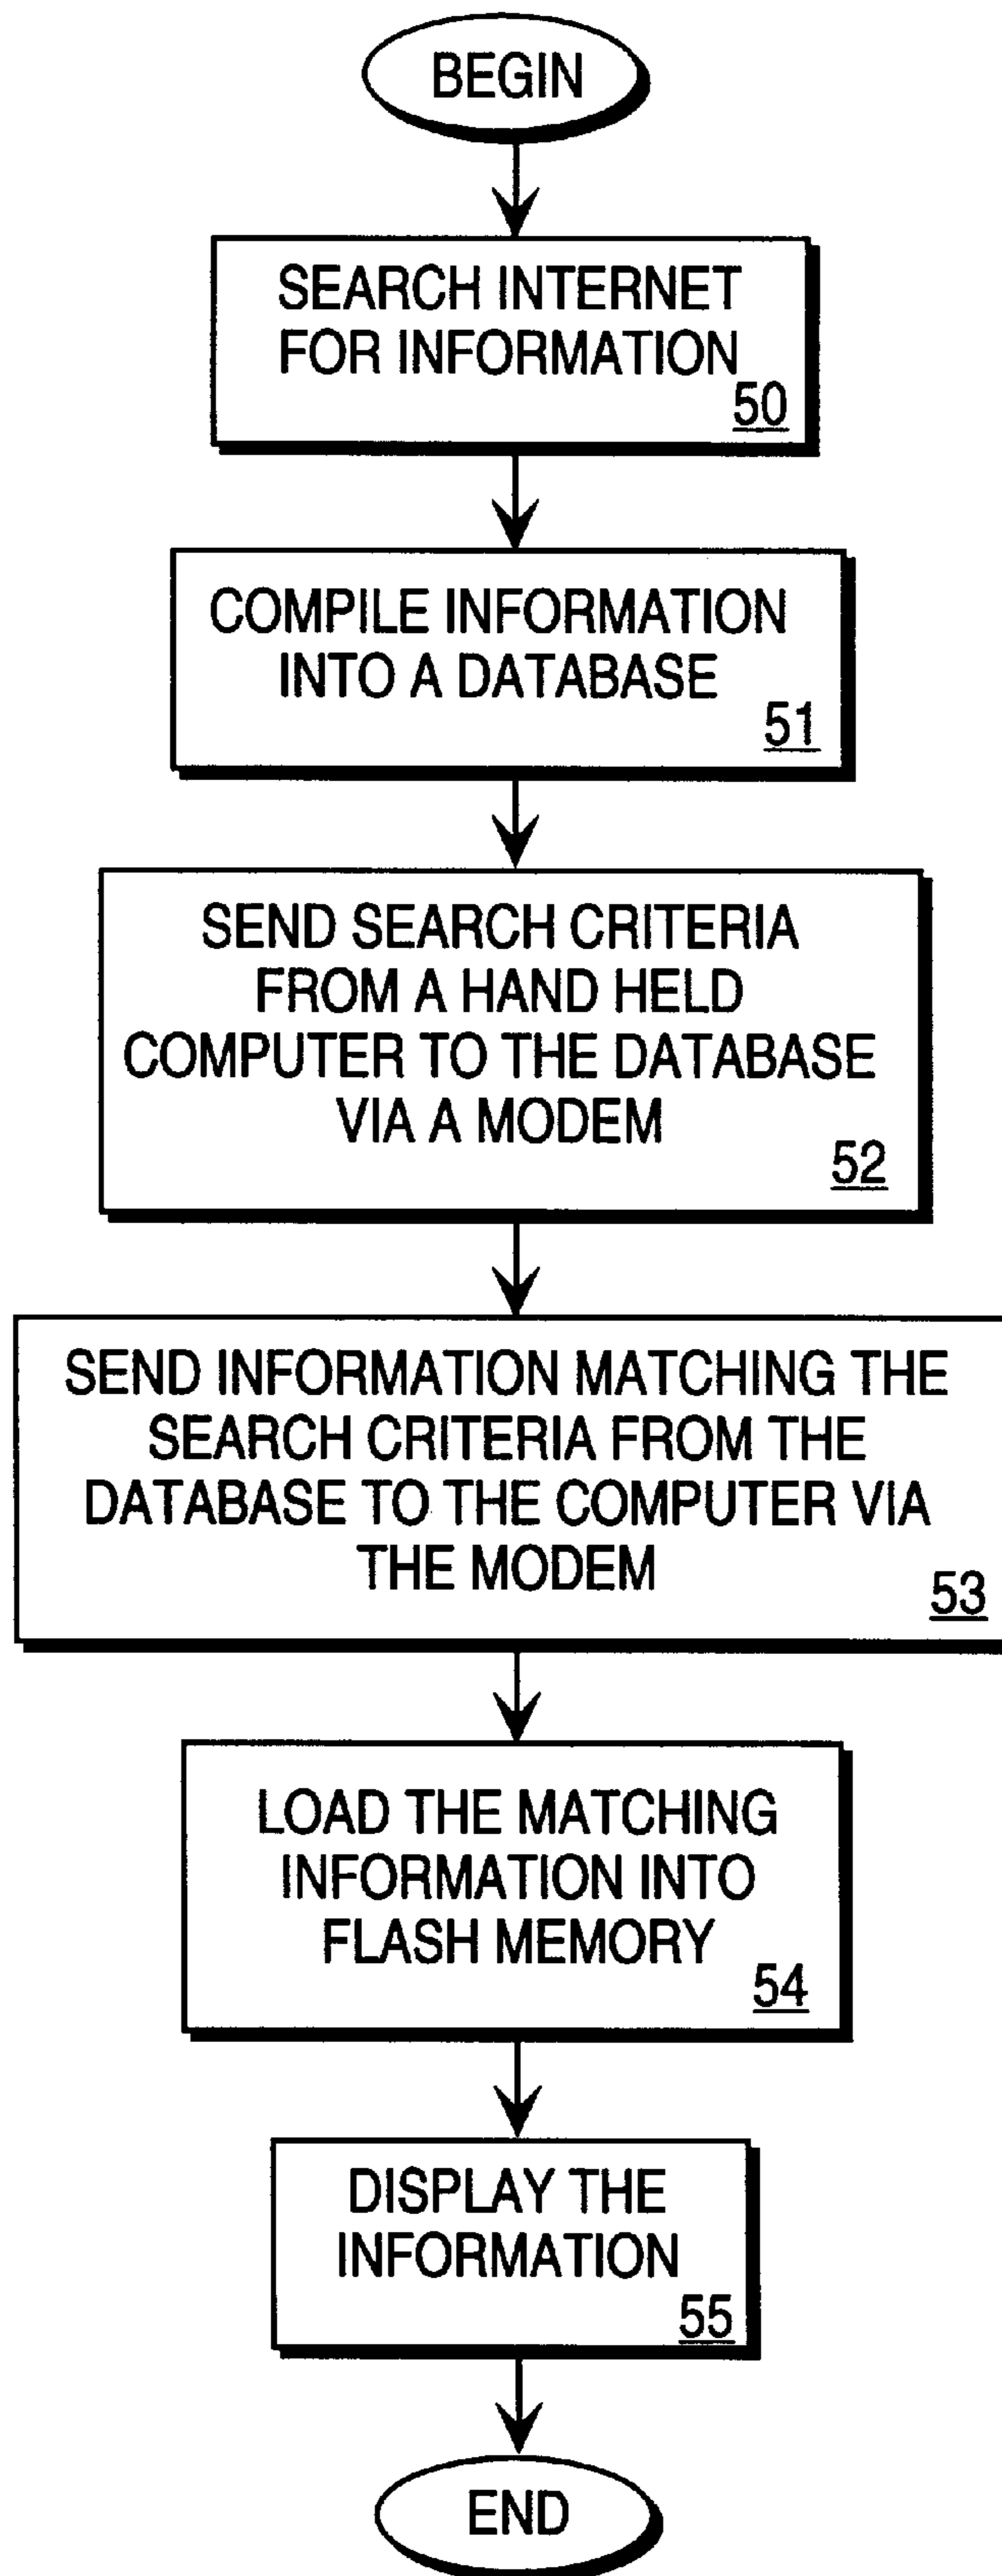 BEGIN
SEARCH INTERNET
FOR INFORMATION
50
COMPILE INFORMATION
INTO A DATABASE
51
SEND SEARCH CRITERIA
FROM A HAND HELD
COMPUTER TO THE DATABASE
VIA A MODEM
52
SEND INFORMATION MATCHING THE
SEARCH CRITERIA FROM THE
DATABASE TO THE COMPUTER VIA
THE MODEM
53
LOAD THE MATCHING
INFORMATION INTO
FLASH MEMORY
54
DISPLAY THE
INFORMATION
55
END